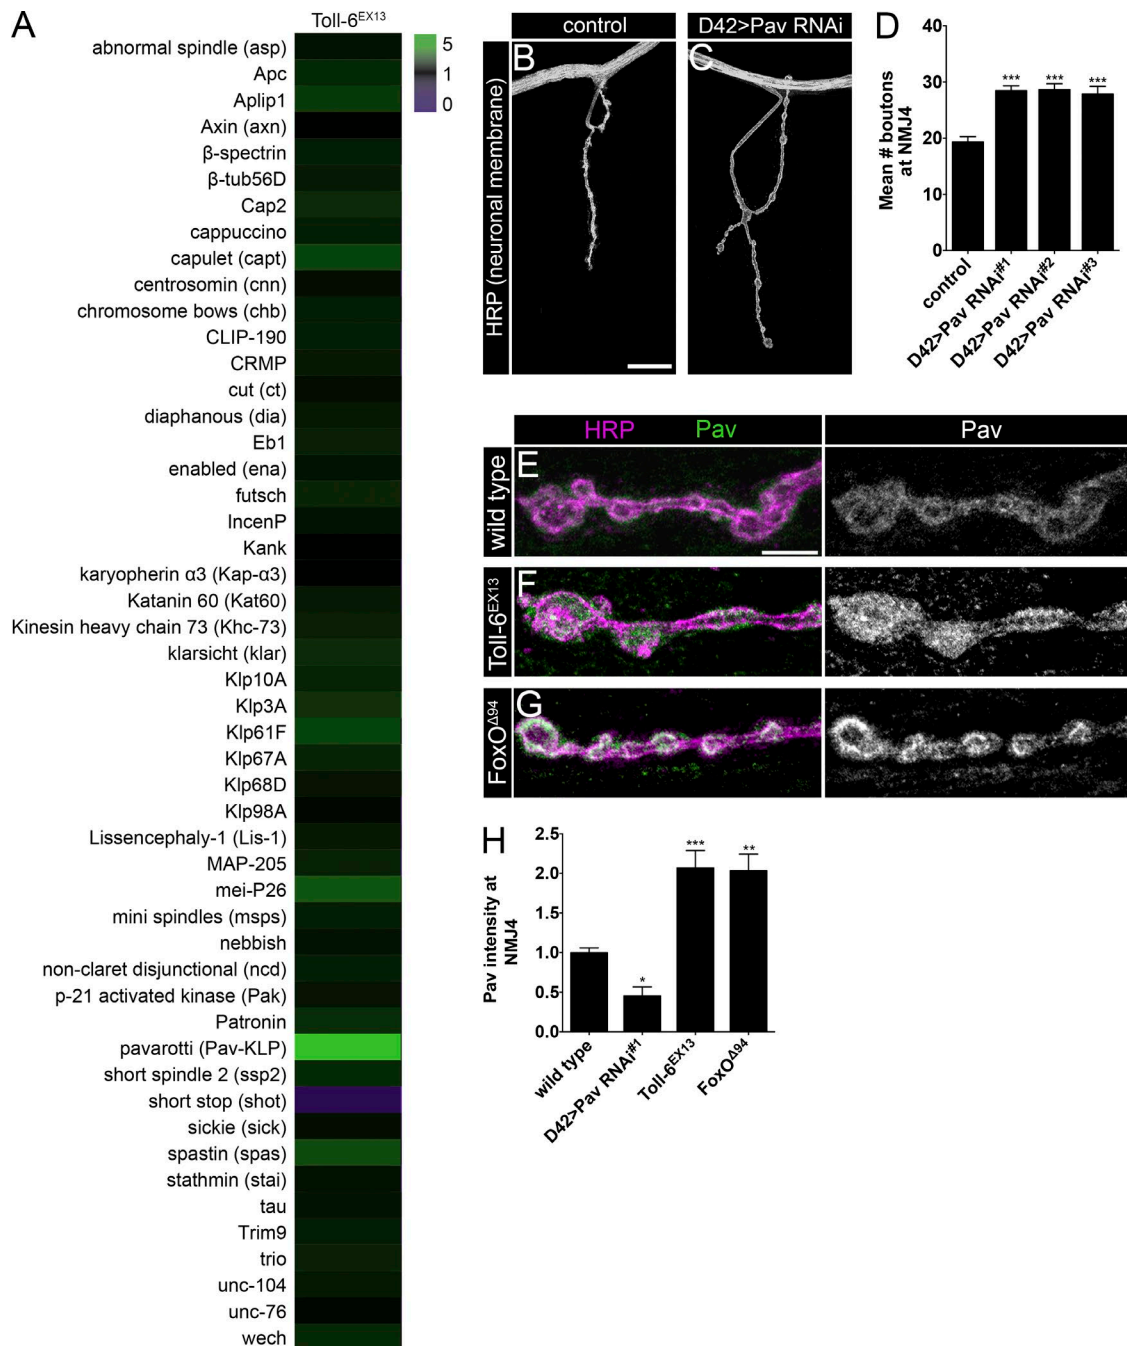 A
Toll-6EX13
5
1
0
abnormal spindle (asp)
Apc
Aplip1
Axin (axn)
β-spectrin
β-tub56D
Cap2
cappuccino
capulet (capt)
centrosomin (cnn)
chromosome bows (chb)
CLIP-190
CRMP
cut (ct)
diaphanous (dia)
Eb1
enabled (ena)
futsch
IncenP
Kank
karyopherin α3 (Kap-α3)
Katanin 60 (Kat60)
Kinesin heavy chain 73 (Khc-73)
klarsicht (klar)
Klp10A
Klp3A
Klp61F
Klp67A
Klp68D
Klp98A
Lissencephaly-1 (Lis-1)
MAP-205
mei-P26
mini spindles (msps)
nebbish
non-claret disjunctional (ncd)
p-21 activated kinase (Pak)
Patronin
pavarotti (Pav-KLP)
short spindle 2 (ssp2)
short stop (shot)
sickie (sick)
spastin (spas)
stathmin (stai)
tau
Trim9
trio
unc-104
unc-76
wech
control
D42>Pav RNAi
B
C
HRP (neuronal membrane)
D
Mean # boutons
at NMJ4
40
30
20
10
0
***
***
***
control
D42>Pav RNAi#1
D42>Pav RNAi#2
D42>Pav RNAi#3
HRP Pav
Pav
wild type
E
Toll-6EX13
F
FoxOΔ94
G
H
Pav intensity at
NMJ4
2.5
2.0
1.5
1.0
0.5
0.0
*
***
**
wild type
D42>Pav RNAi#1
Toll-6EX13
FoxOΔ94